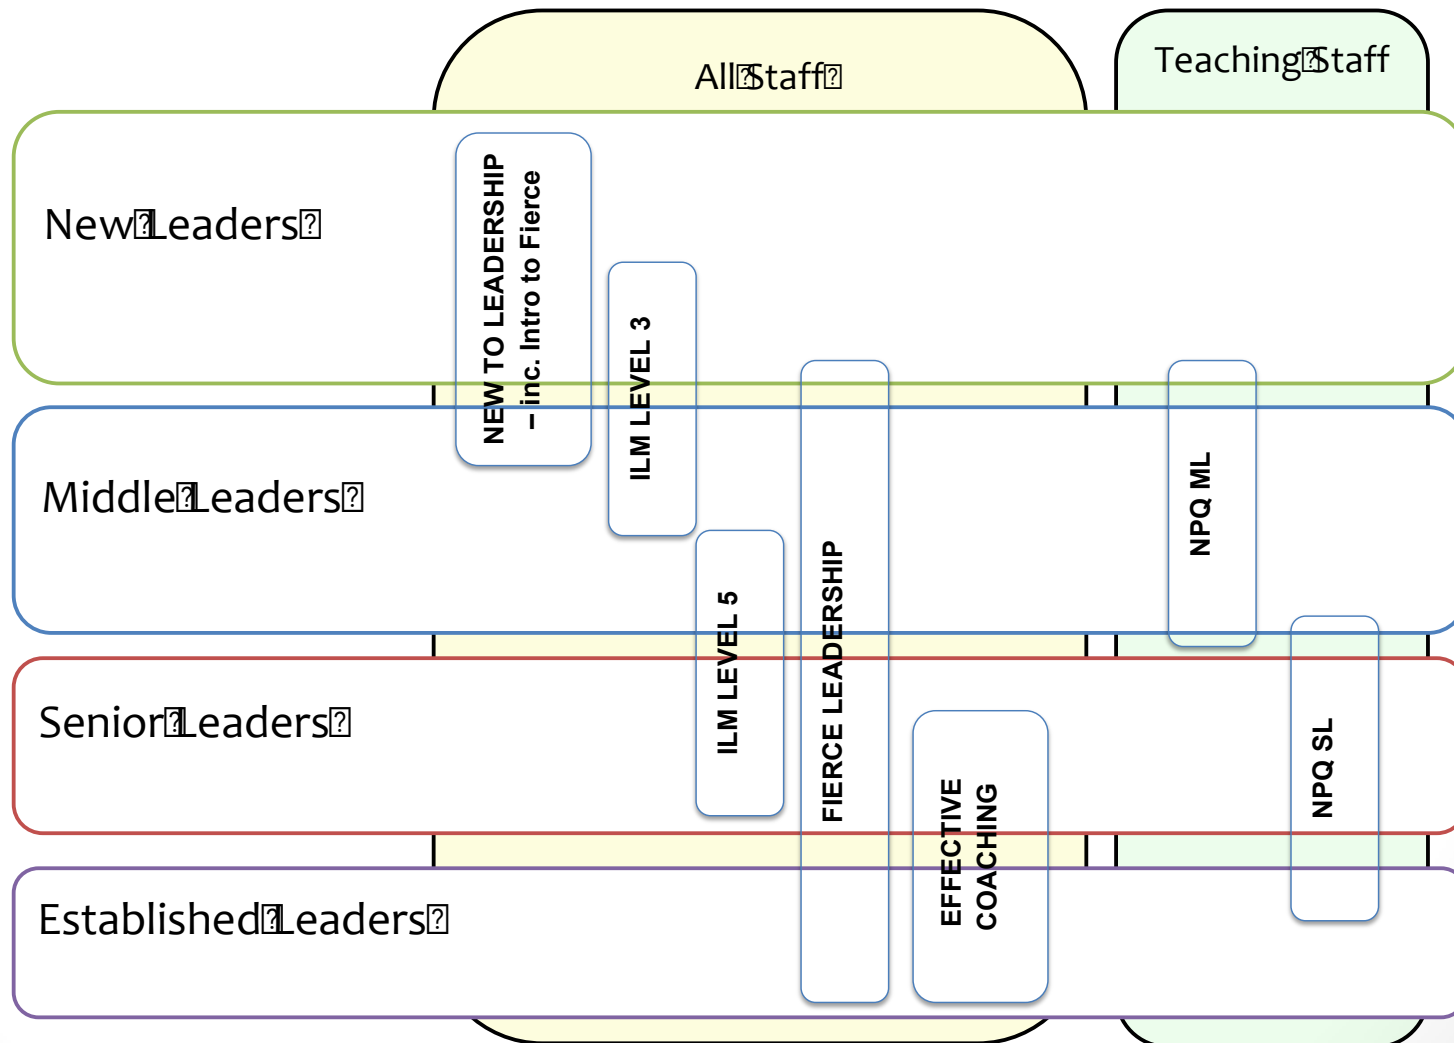 All Staff
Teaching Staff
New Leaders
NEW TO LEADERSHIP
– inc. Intro to Fierce
ILM LEVEL 3
Middle Leaders
ILM LEVEL 5
FIERCE LEADERSHIP
NPQ ML
Senior Leaders
EFFECTIVE
COACHING
NPQ SL
Established Leaders